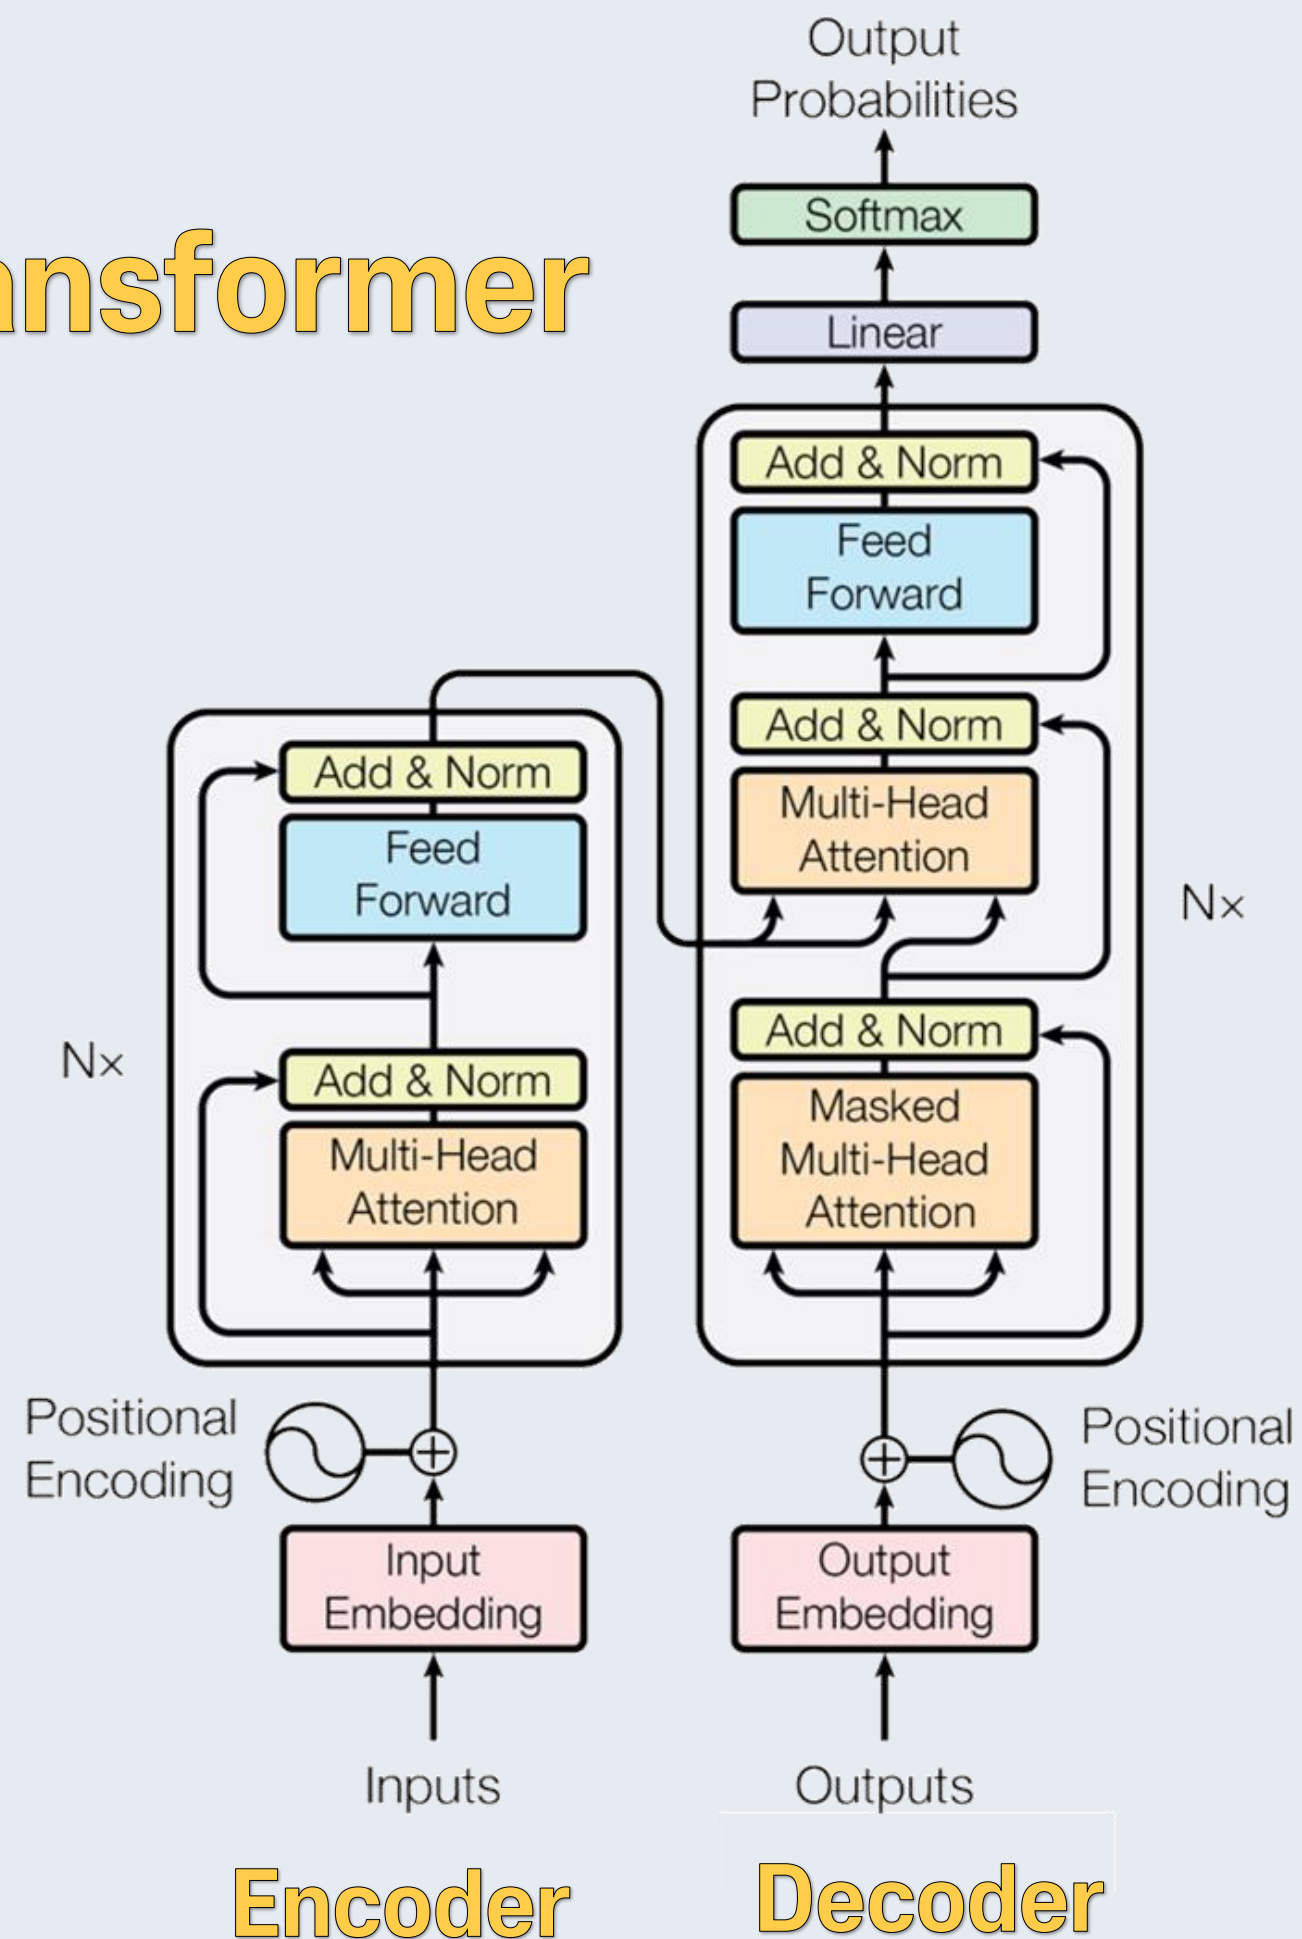 Output
Probabilities
Softmax
ansformer
Linear
Add & Norm
Feed
Forward
Add & Norm
Multi-Head
Attention
Nx
Add & Norm
Masked
Multi-Head
Attention
Add & Norm
Feed
Forward
Nx
Add & Norm
Multi-Head
Attention
Positional
Encoding
Positional
Encoding
Input
Embedding
Output
Embedding
Inputs
Outputs
Encoder
Decoder